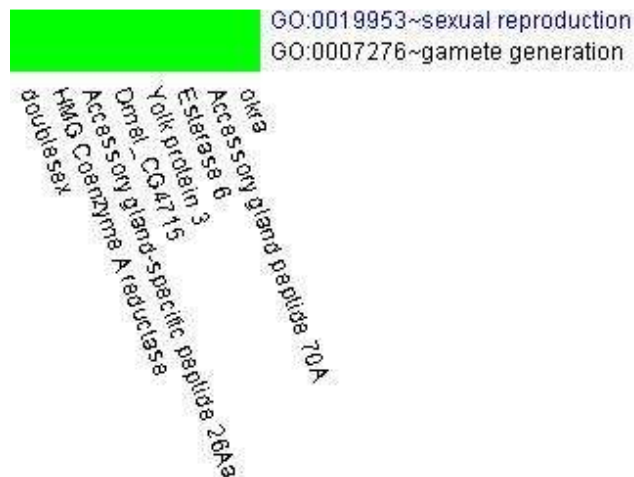 GO:0019953~sexual reproduction
GO:0007276~gamete generation
doublesex
HMG Coenzyme A reductase
Accessory gland-specific peptide 26Aa
Dmel_CG4715
Yolk protein 3
Esterase 6
Accessory gland peptide 70A
okra